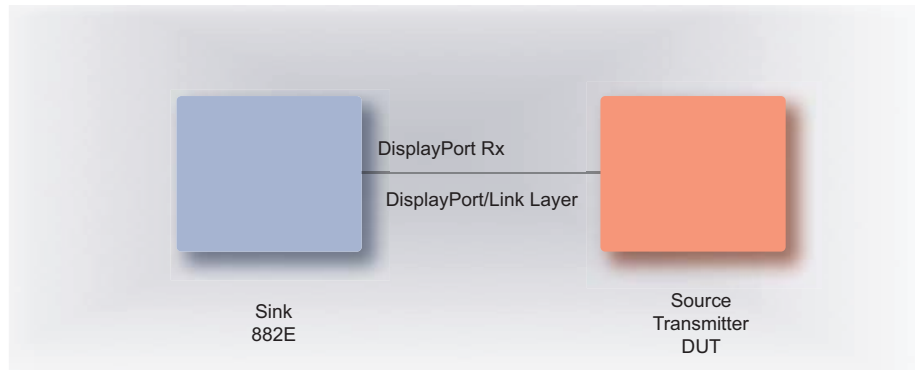 DisplayPort Rx
DisplayPort/Link Layer
Sink
882E
Source
Transmitter
DUT